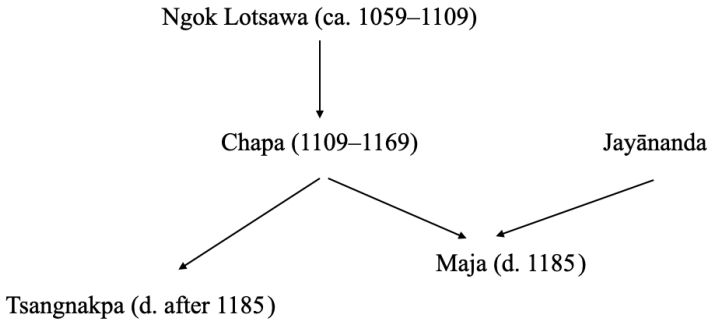 Ngok Lotsawa (ca. 1059–1109)
Chapa (1109–1169)
Jayānanda
Maja (d. 1185)
Tsangnakpa (d. after 1185)